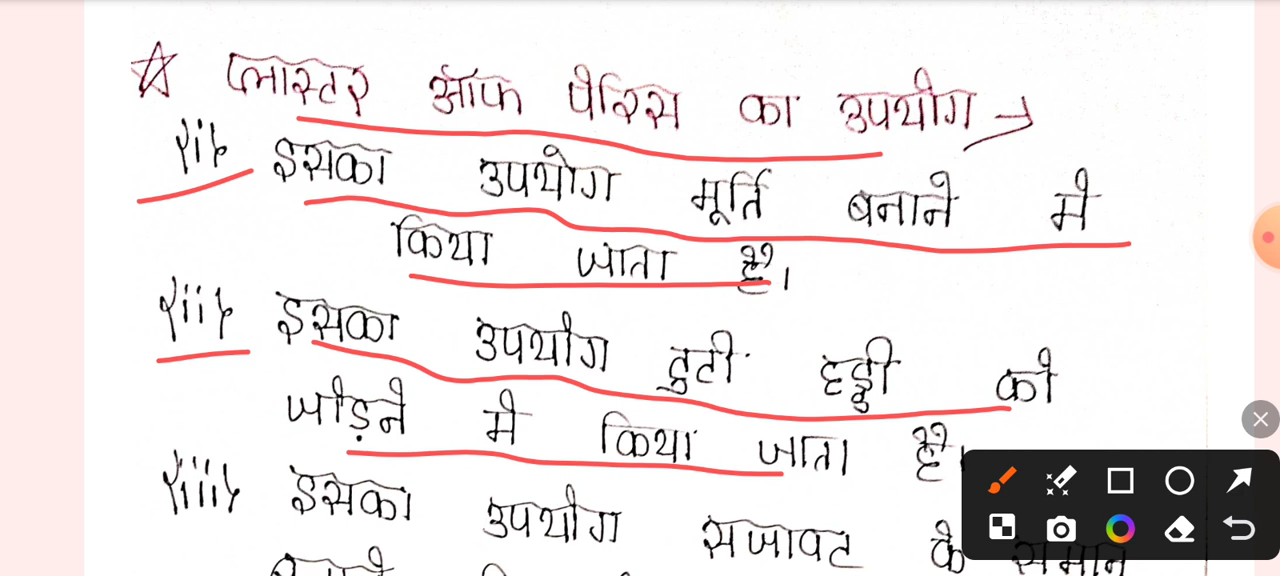 ☆ प्लास्टर ऑफ पेरिस का उपयोग →
{i} इसका उपयोग मूर्ति बनाने मे
किया जाता है।
{ii} इसका उपयोग टुटी हड्डी को
जोड़ने मे किया जाता है।
{iii} इसका उपयोग सजावट के समान